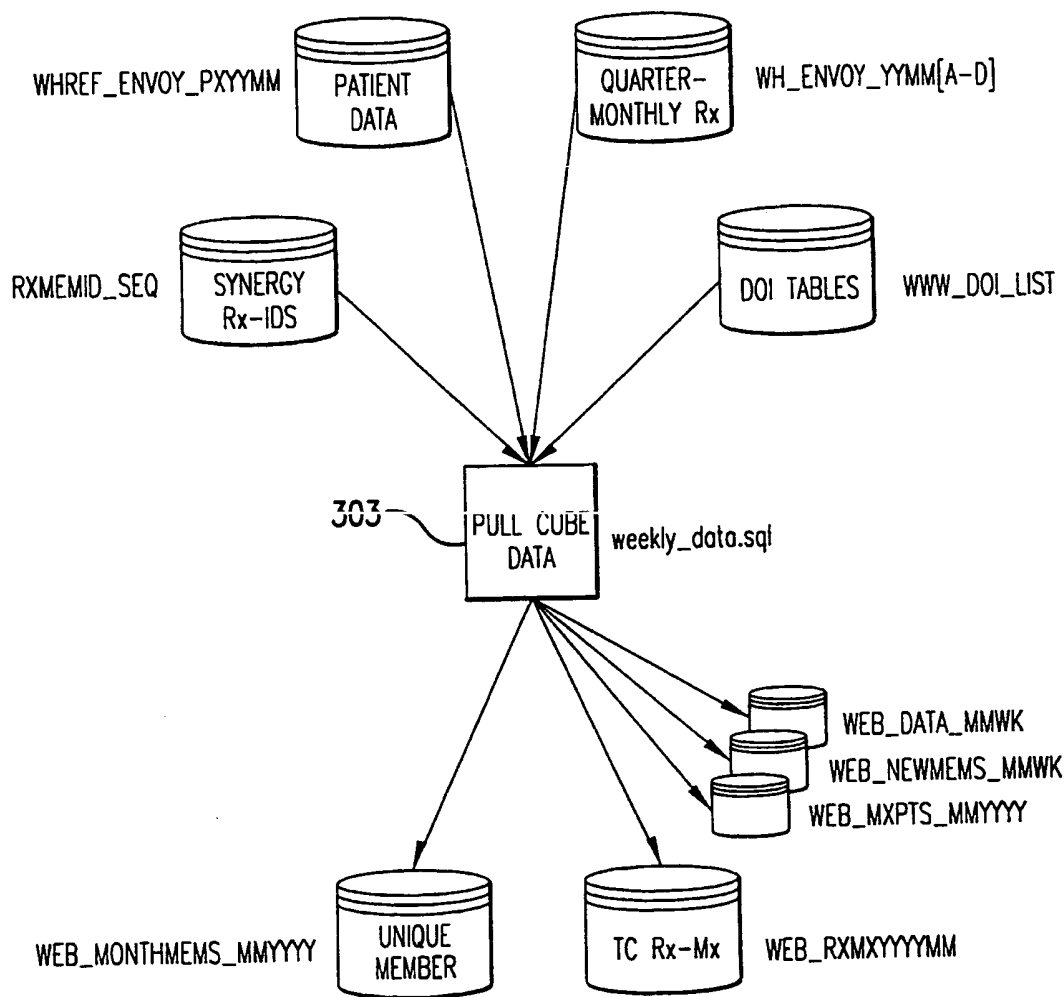 WHREF_ENVOY_PXYYMM
PATIENT
DATA
QUARTER-
MONTHLY Rx
WH_ENVOY_YYMM[A-D]
RXMEMID_SEQ
SYNERGY
Rx-IDS
DOI TABLES
WWW_DOI_LIST
303
PULL CUBE
DATA
weekly_data.sql
WEB_DATA_MMWK
WEB_NEWMEMS_MMWK
WEB_MXPTS_MMYYYY
WEB_MONTHMEMS_MMYYYY
UNIQUE
MEMBER
TC Rx-Mx
WEB_RXMXYYYYMM